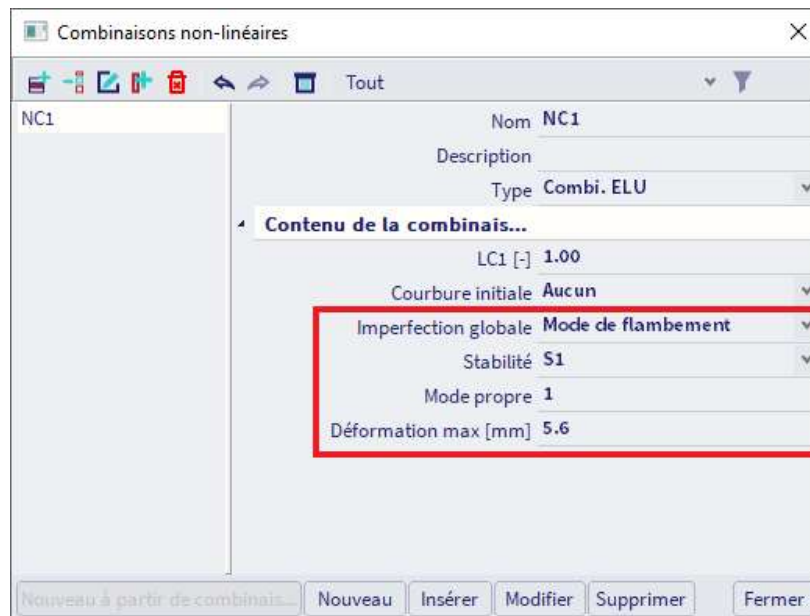 Combinaisons non-linéaires
Tout
NC1
Nom NC1
Description
Type Combi. ELU
Contenu de la combinais...
LC1 [-] 1.00
Courbure initiale Aucun
Imperfection globale Mode de flambement
Stabilité S1
Mode propre 1
Déformation max [mm] 5.6
Nouveau à partir de combinais... Nouveau Insérer Modifier Supprimer Fermer